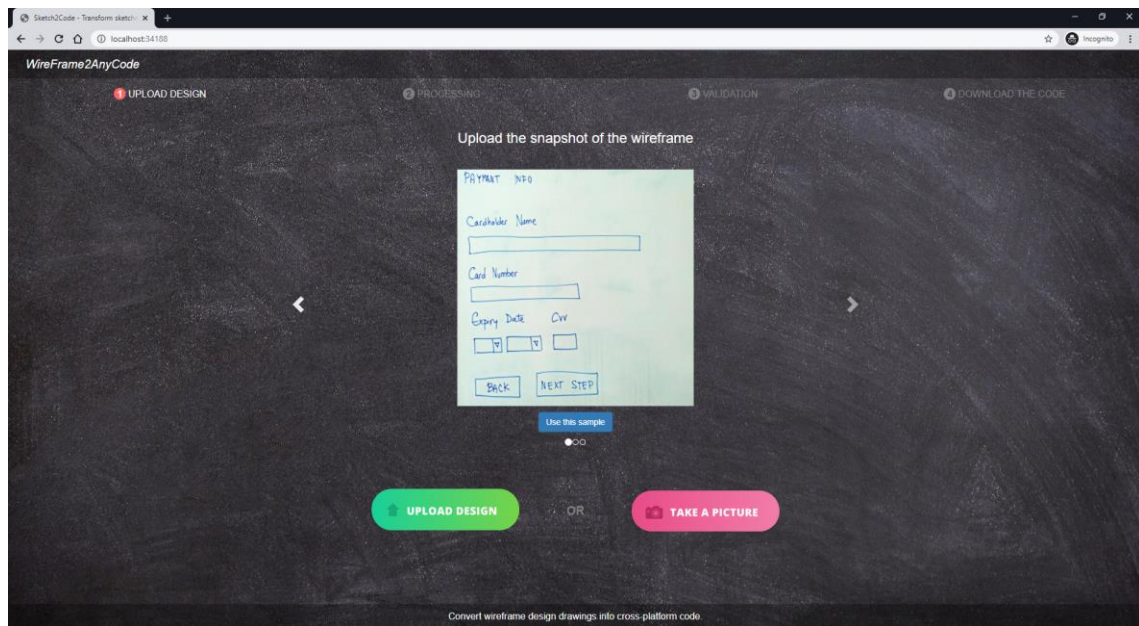 Sketch2Code - Transform sketch
localhost:34188
Incognito
WireFrame2AnyCode
1 UPLOAD DESIGN 2 PROCESSING 3 VALIDATION 4 DOWNLOAD THE CODE
Upload the snapshot of the wireframe
PAYMENT INFO
Cardholder Name
Card Number
Expiry Date Cvv
BACK NEXT STEP
Use this sample
UPLOAD DESIGN OR TAKE A PICTURE
Convert wireframe design drawings into cross-platform code.